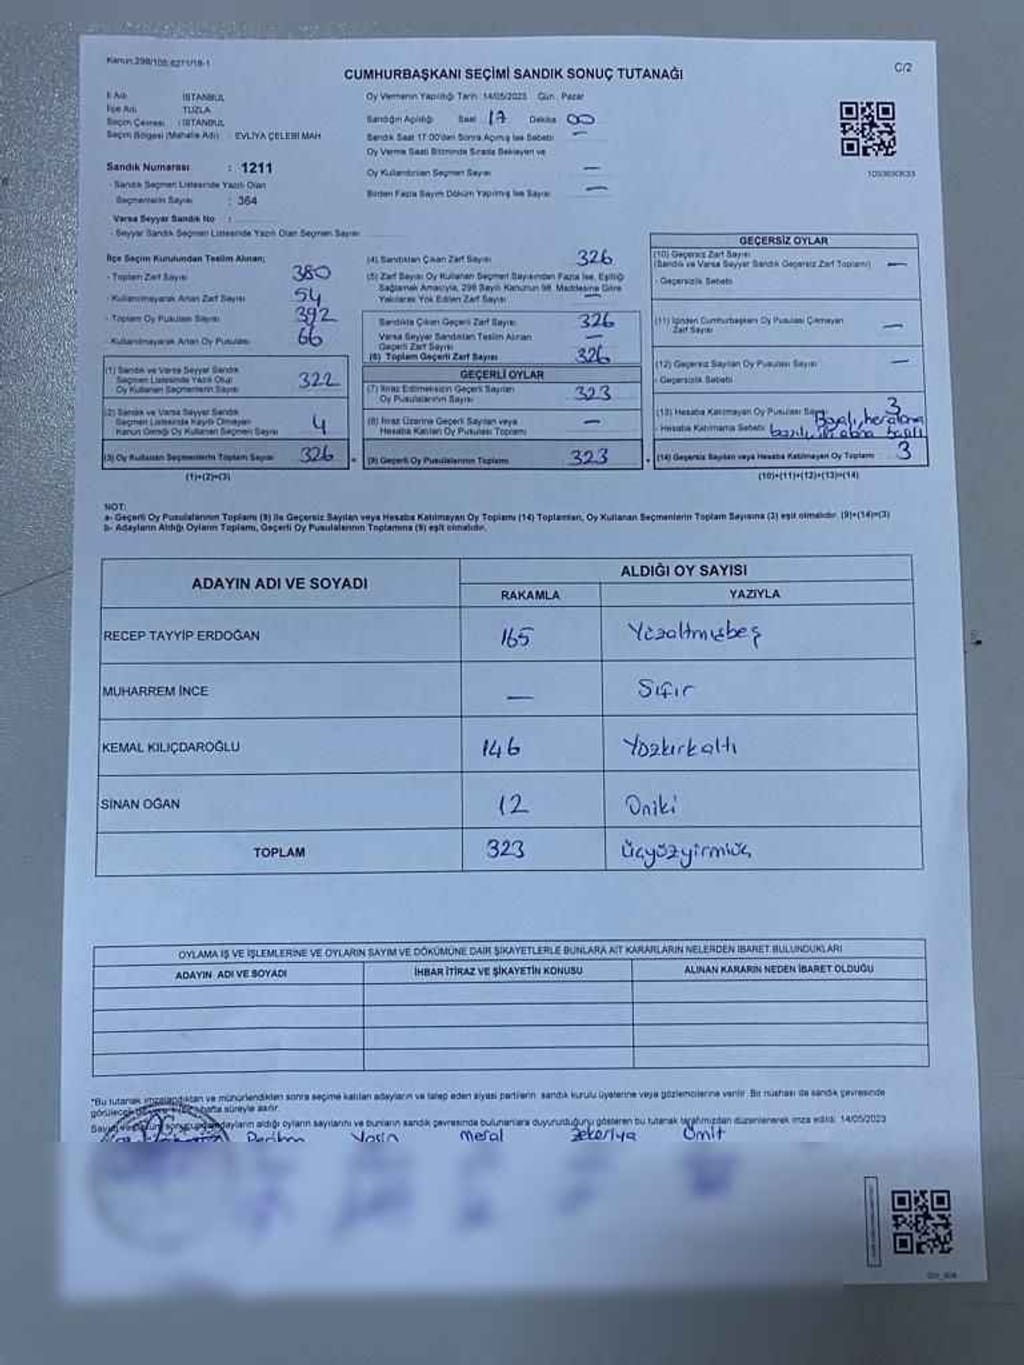 Kanun:298/105;6271/18-1
CUMHURBAŞKANI SEÇİMİ SANDIK SONUÇ TUTANAĞI
C/2
İl Adı : İSTANBUL
İlçe Adı : TUZLA
Seçim Çevresi : İSTANBUL
Seçim Bölgesi (Mahalle Adı) : EVLİYA ÇELEBİ MAH
Sandık Numarası : 1211
- Sandık Seçmen Listesinde Yazılı Olan
Seçmenlerin Sayısı : 364
Varsa Seyyar Sandık No :
- Seyyar Sandık Seçmen Listesinde Yazılı Olan Seçmen Sayısı
Oy Vermenin Yapıldığı Tarih: 14/05/2023 Gün: Pazar
Sandığın Açıldığı Saat 17 Dakika 00
Sandık Saat 17:00'den Sonra Açılmış İse Sebebi —
Oy Verme Saati Bitiminde Sırada Bekleyen ve
Oy Kullandırılan Seçmen Sayısı —
Birden Fazla Sayım Döküm Yapılmış İse Sayısı —
İlçe Seçim Kurulundan Teslim Alınan;
- Toplam Zarf Sayısı 380
- Kullanılmayarak Artan Zarf Sayısı 54
- Toplam Oy Pusulası Sayısı 392
- Kullanılmayarak Artan Oy Pusulası 66
(1) Sandık ve Varsa Seyyar Sandık
Seçmen Listesinde Yazılı Olup
Oy Kullanan Seçmenlerin Sayısı 322
(2) Sandık ve Varsa Seyyar Sandık
Seçmen Listesinde Kayıtlı Olmayan
Kanun Gereği Oy Kullanan Seçmen Sayısı 4
(3) Oy Kullanan Seçmenlerin Toplam Sayısı 326
(1)+(2)=(3)
(4) Sandıktan Çıkan Zarf Sayısı 326
(5) Zarf Sayısı Oy Kullanan Seçmen Sayısından Fazla İse, Eşitliği
Sağlamak Amacıyla, 298 Sayılı Kanunun 98. Maddesine Göre
Yakılarak Yok Edilen Zarf Sayısı —
Sandıkta Çıkan Geçerli Zarf Sayısı 326
Varsa Seyyar Sandıktan Teslim Alınan
Geçerli Zarf Sayısı —
(6) Toplam Geçerli Zarf Sayısı 326
GEÇERLİ OYLAR
(7) İtiraz Edilmeksizin Geçerli Sayılan
Oy Pusulalarının Sayısı 323
(8) İtiraz Üzerine Geçerli Sayılan veya
Hesaba Katılan Oy Pusulası Toplamı —
(9) Geçerli Oy Pusulalarının Toplamı 323
GEÇERSİZ OYLAR
(10) Geçersiz Zarf Sayısı —
(Sandık ve Varsa Seyyar Sandık Geçersiz Zarf Toplamı)
- Geçersizlik Sebebi
(11) İçinden Cumhurbaşkanı Oy Pusulası Çıkmayan
Zarf Sayısı —
(12) Geçersiz Sayılan Oy Pusulası Sayısı —
- Geçersizlik Sebebi
(13) Hesaba Katılmayan Oy Pusulası Sayısı 3
- Hesaba Katılmama Sebebi
(14) Geçersiz Sayılan veya Hesaba Katılmayan Oy Toplamı 3
(10)+(11)+(12)+(13)=(14)
NOT:
a- Geçerli Oy Pusulalarının Toplamı (9) ile Geçersiz Sayılan veya Hesaba Katılmayan Oy Toplamı (14) Toplamları, Oy Kullanan Seçmenlerin Toplam Sayısına (3) eşit olmalıdır. (9)+(14)=(3)
b- Adayların Aldığı Oyların Toplamı, Geçerli Oy Pusulalarının Toplamına (9) eşit olmalıdır.
ADAYIN ADI VE SOYADI
ALDIĞI OY SAYISI
RAKAMLA YAZIYLA
RECEP TAYYİP ERDOĞAN 165 Yüzaltmışbeş
MUHARREM İNCE — Sıfır
KEMAL KILIÇDAROĞLU 146 Yüzkırkaltı
SİNAN OĞAN 12 Oniki
TOPLAM 323 Üçyüzyirmiüç
OYLAMA İŞ VE İŞLEMLERİNE VE OYLARIN SAYIM VE DÖKÜMÜNE DAİR ŞİKAYETLERLE BUNLARA AİT KARARLARIN NELERDEN İBARET BULUNDUKLARI
ADAYIN ADI VE SOYADI İHBAR İTİRAZ VE ŞİKAYETİN KONUSU ALINAN KARARIN NEDEN İBARET OLDUĞU
*Bu tutanak imzalandıktan ve mühürlendikten sonra seçime katılan adayların ve talep eden siyasi partilerin, sandık kurulu üyelerine veya gözlemcilerine verilir. Bir nüshası da sandık çevresinde
görülecek hafta süreyle asılır.
adayların aldığı oyların sayılarını ve bunların sandık çevresinde bulunanlara duyurulduğunu gösteren bu tutanak tarafımızdan düzenlenerek imza edildi. 14/05/2023
Perihan Yasin Meral Zekeriya Ümit